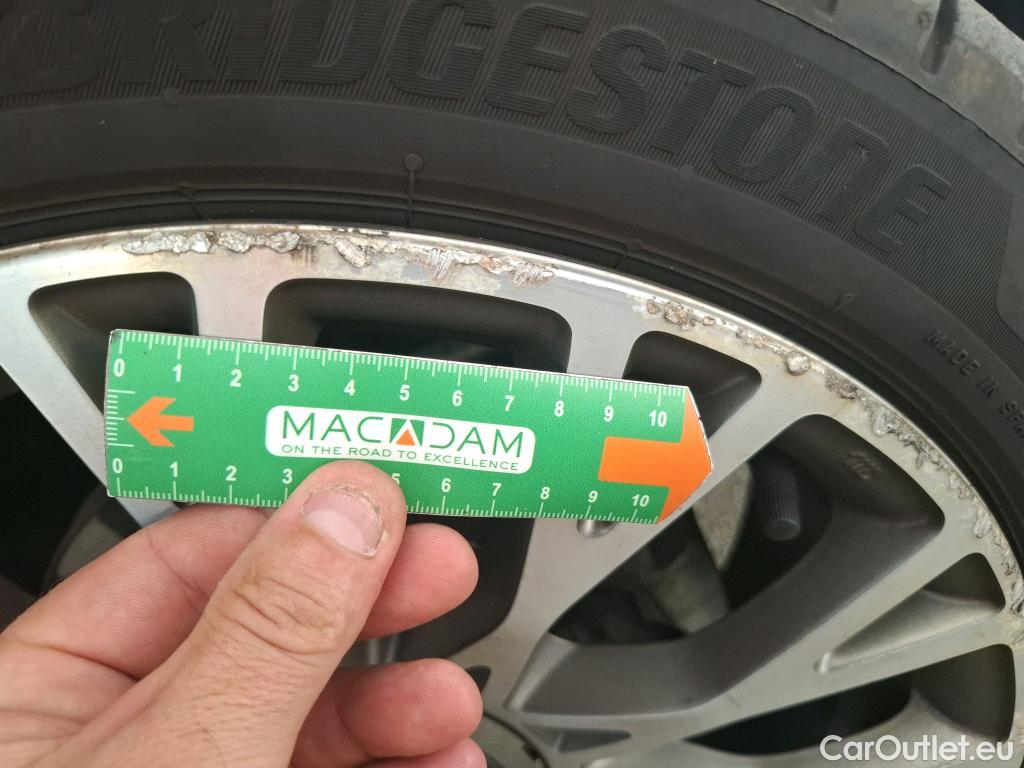 BRIDGESTONE
MADE IN SPA
0 1 2 3 4 5 6 7 8 9 10
MACADAM
ON THE ROAD TO EXCELLENCE
0 1 2 3 5 6 7 8 9 10
CarOutlet.eu